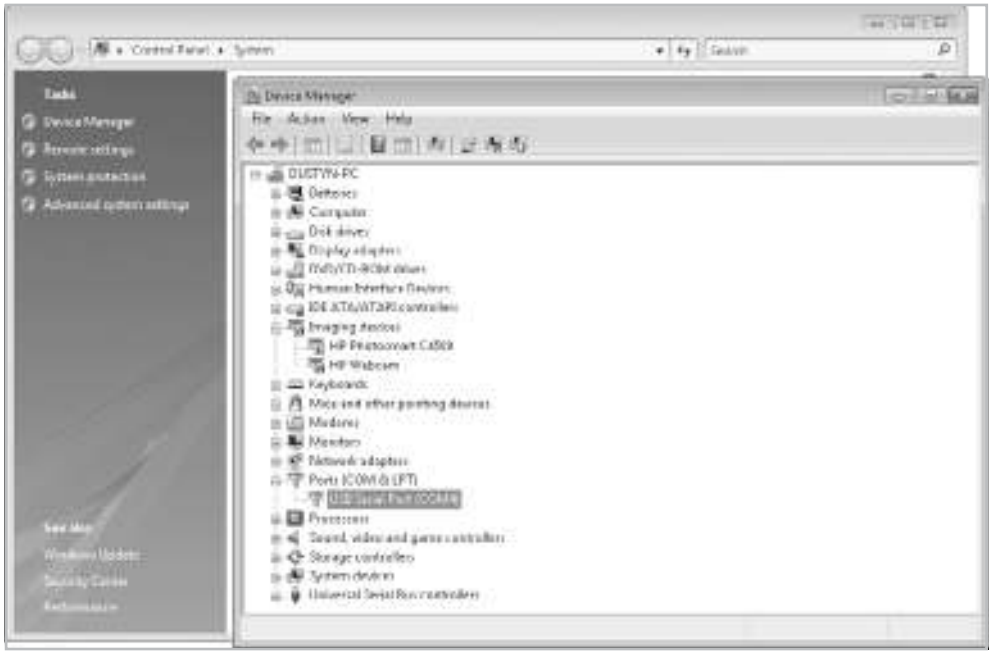 Control Panel System Search
Tasks
Device Manager
Remote settings
System protection
Advanced system settings
See also
Windows Update
Security Center
Performance
Device Manager
File Action View Help
DUSTYN-PC
Batteries
Computer
Disk drives
Display adapters
DVD/CD-ROM drives
Human Interface Devices
IDE ATA/ATAPI controllers
Imaging devices
HP Photosmart
HP Webcam
Keyboards
Mice and other pointing devices
Modems
Monitors
Network adapters
Ports (COM & LPT)
USB Serial Port
Processors
Sound, video and game controllers
Storage controllers
System devices
Universal Serial Bus controllers